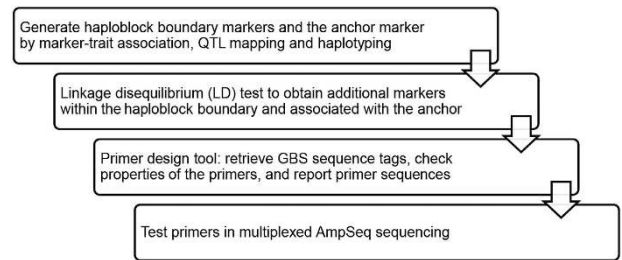 Generate haploblock boundary markers and the anchor marker
by marker-trait association, QTL mapping and haplotyping
Linkage disequilibrium (LD) test to obtain additional markers
within the haploblock boundary and associated with the anchor
Primer design tool: retrieve GBS sequence tags, check
properties of the primers, and report primer sequences
Test primers in multiplexed AmpSeq sequencing